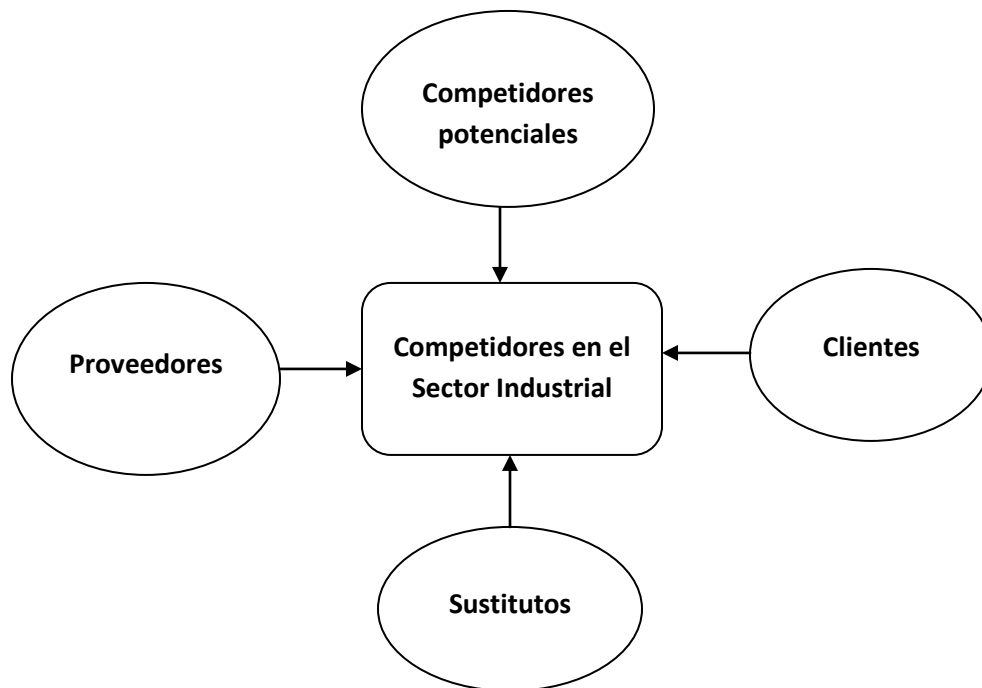 Competidores
potenciales
Proveedores
Competidores en el
Sector Industrial
Clientes
Sustitutos